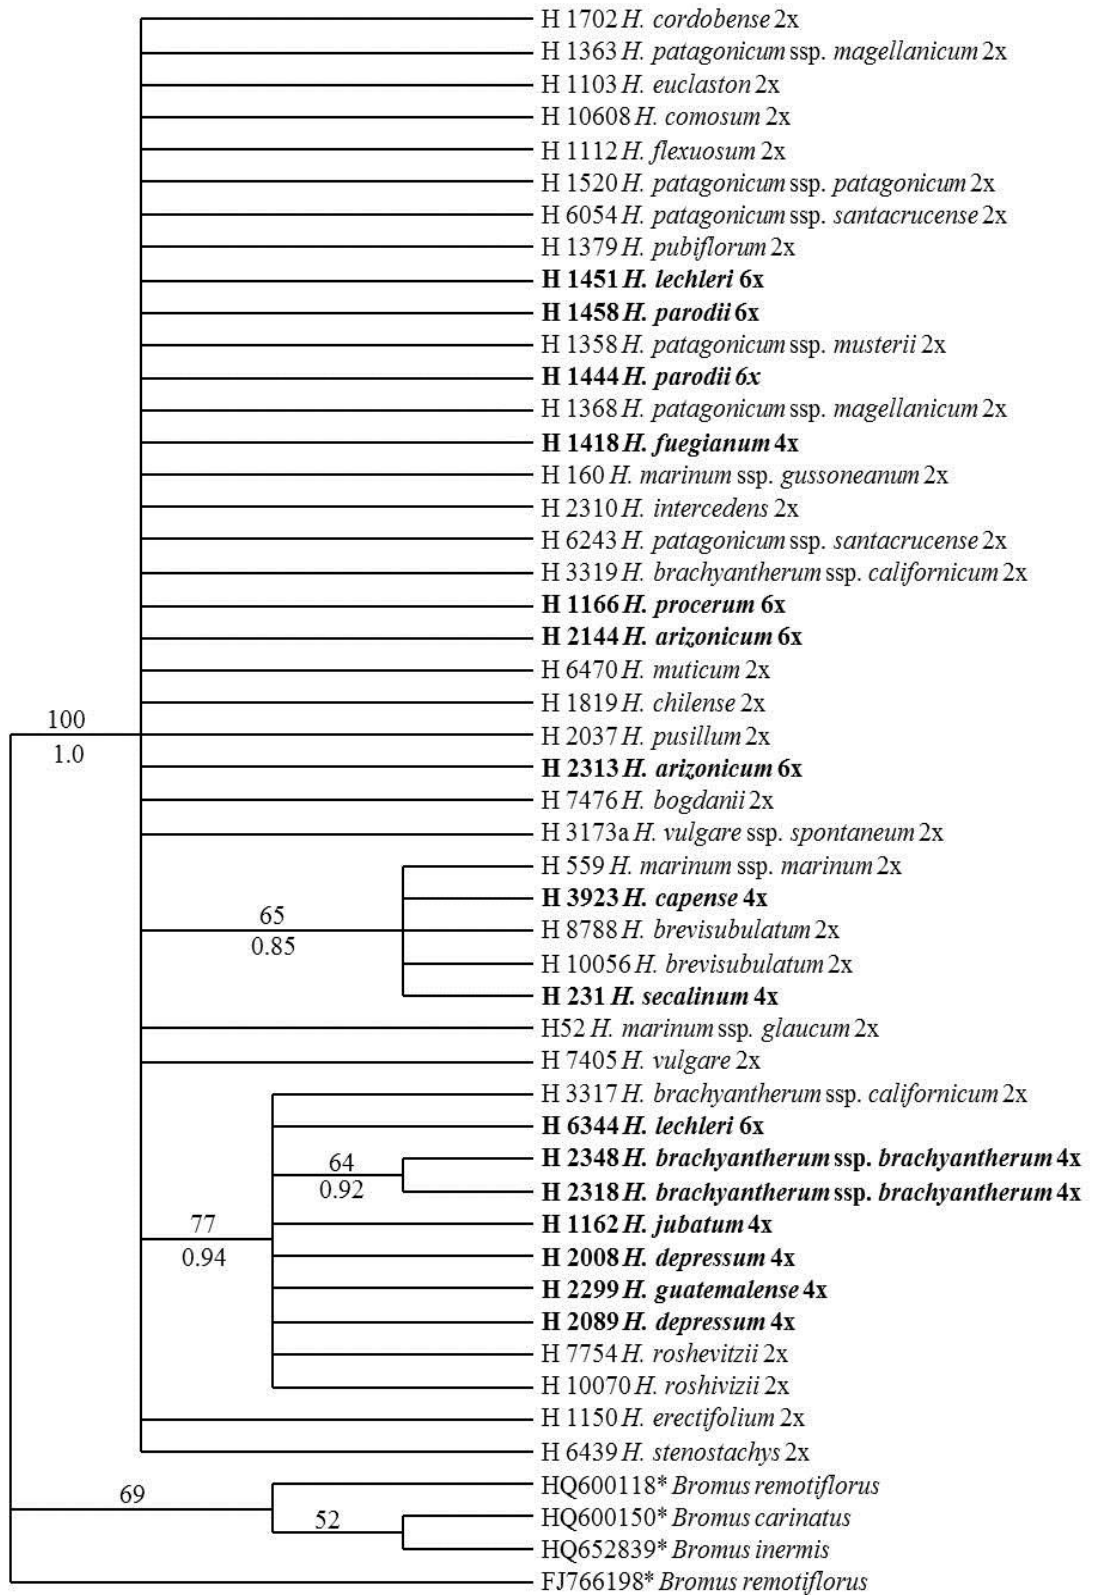 H 1702 H. cordobense 2x
H 1363 H. patagonicum ssp. magellanicum 2x
H 1103 H. euclaston 2x
H 10608 H. comosum 2x
H 1112 H. flexuosum 2x
H 1520 H. patagonicum ssp. patagonicum 2x
H 6054 H. patagonicum ssp. santacrucense 2x
H 1379 H. pubiflorum 2x
H 1451 H. lechleri 6x
H 1458 H. parodii 6x
H 1358 H. patagonicum ssp. musterii 2x
H 1444 H. parodii 6x
H 1368 H. patagonicum ssp. magellanicum 2x
H 1418 H. fuegianum 4x
H 160 H. marinum ssp. gussoneanum 2x
H 2310 H. intercedens 2x
H 6243 H. patagonicum ssp. santacrucense 2x
H 3319 H. brachyantherum ssp. californicum 2x
H 1166 H. procerum 6x
H 2144 H. arizonicum 6x
H 6470 H. muticum 2x
H 1819 H. chilense 2x
100
H 2037 H. pusillum 2x
1.0
H 2313 H. arizonicum 6x
H 7476 H. bogdanii 2x
H 3173a H. vulgare ssp. spontaneum 2x
H 559 H. marinum ssp. marinum 2x
H 3923 H. capense 4x
65
H 8788 H. brevisubulatum 2x
0.85
H 10056 H. brevisubulatum 2x
H 231 H. secalinum 4x
H52 H. marinum ssp. glaucum 2x
H 7405 H. vulgare 2x
H 3317 H. brachyantherum ssp. californicum 2x
H 6344 H. lechleri 6x
64
H 2348 H. brachyantherum ssp. brachyantherum 4x
0.92
H 2318 H. brachyantherum ssp. brachyantherum 4x
77
H 1162 H. jubatum 4x
0.94
H 2008 H. depressum 4x
H 2299 H. guatemalense 4x
H 2089 H. depressum 4x
H 7754 H. roshevitzii 2x
H 10070 H. roshivizii 2x
H 1150 H. erectifolium 2x
H 6439 H. stenostachys 2x
HQ600118* Bromus remotiflorus
69
52
HQ600150* Bromus carinatus
HQ652839* Bromus inermis
FJ766198* Bromus remotiflorus